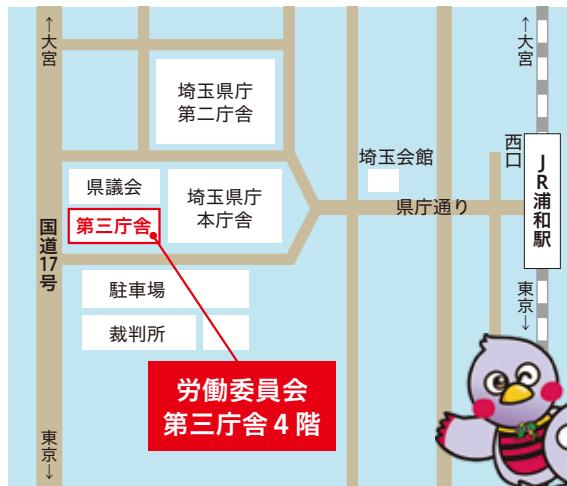 ↑大宮
↑大宮
埼玉県庁
第二庁舎
西口
埼玉会館
JR浦和駅
県議会
埼玉県庁
本庁舎
県庁通り
第三庁舎
国道17号
駐車場
東京↓
裁判所
労働委員会
第三庁舎4階
東京↓